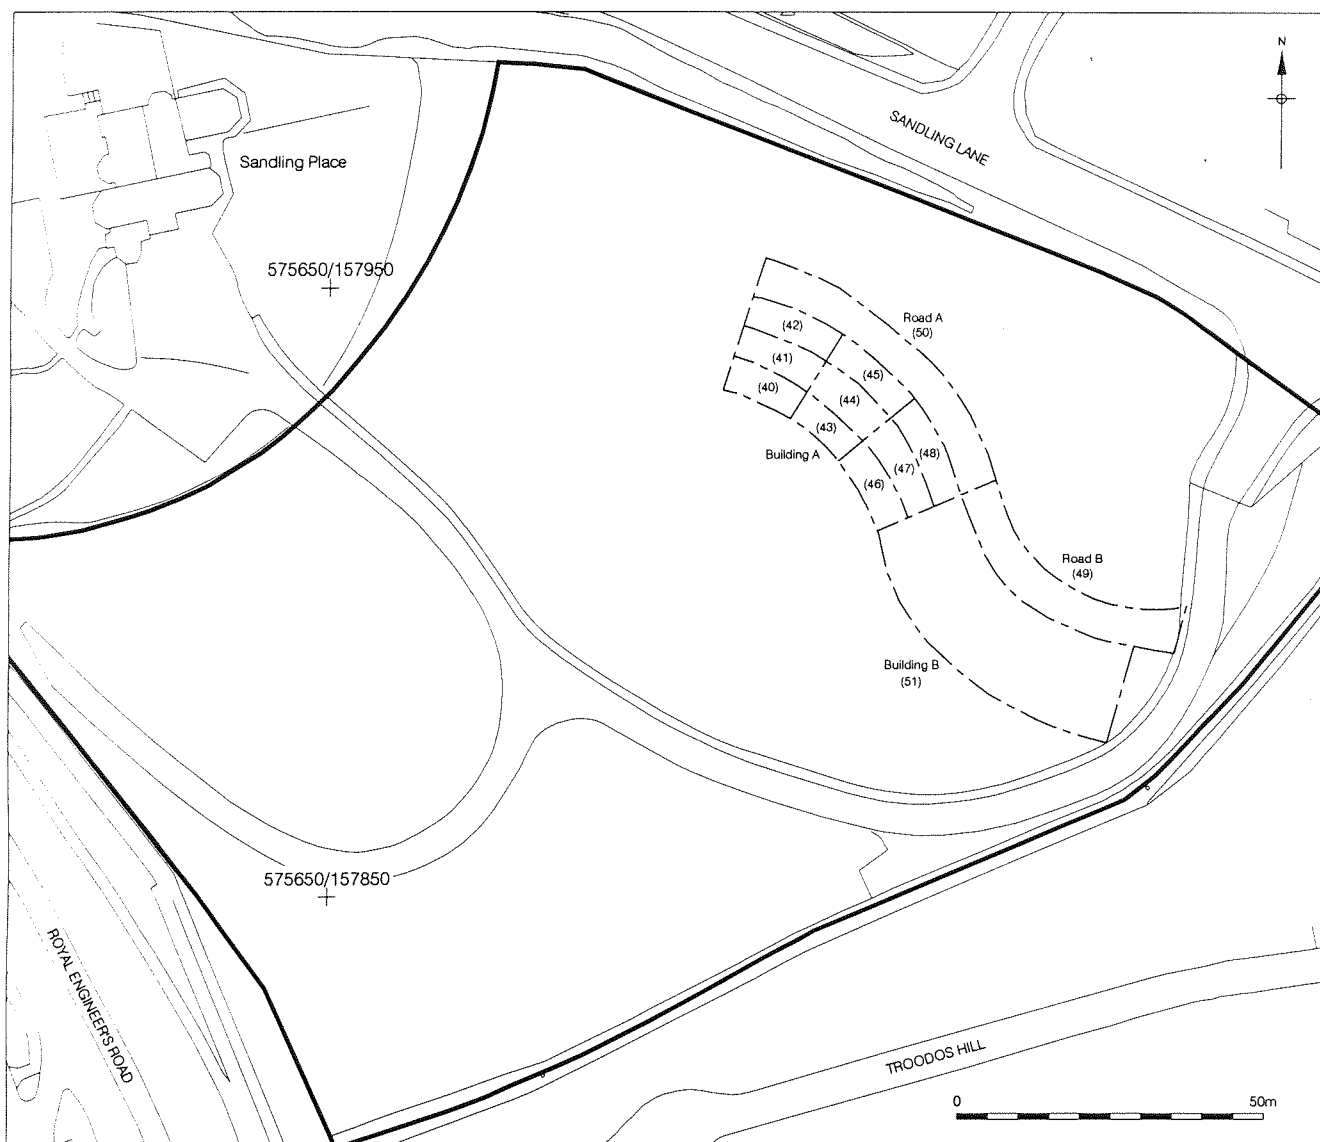 N
SANDLING LANE
Sandling Place
575650/157950
Road A
(50)
(42)
(41)
(45)
(40)
(44)
(43)
Building A
(48)
(47)
(46)
Road B
(49)
Building B
(51)
575650/157850
ROYAL ENGINEER'S ROAD
TROODOS HILL
0 50m